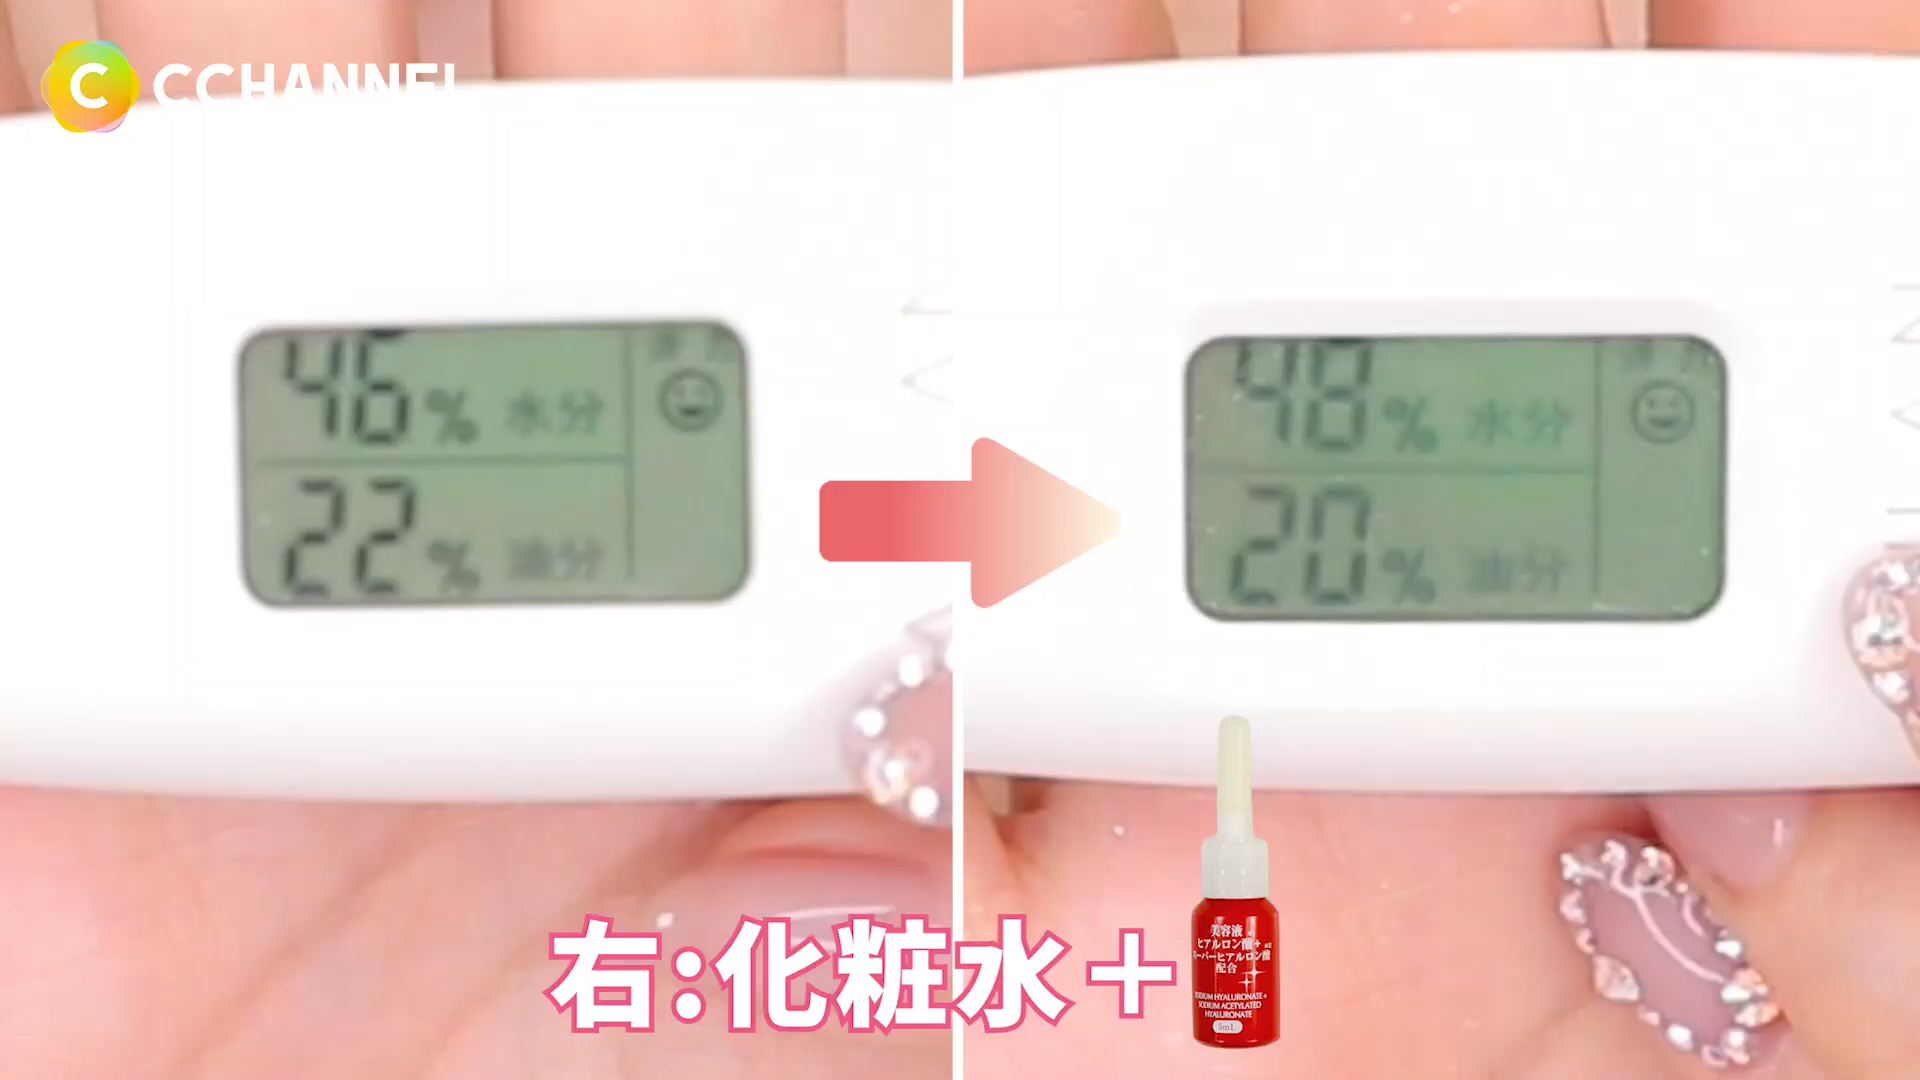 C CCHANNEL
46% 水分
22% 油分
48% 水分
20% 油分
右:化粧水+
美容液
ヒアルロン酸+
スーパーヒアルロン酸
配合
SODIUM HYALURONATE+
SODIUM ACETYLATED
HYALURONATE
5mL